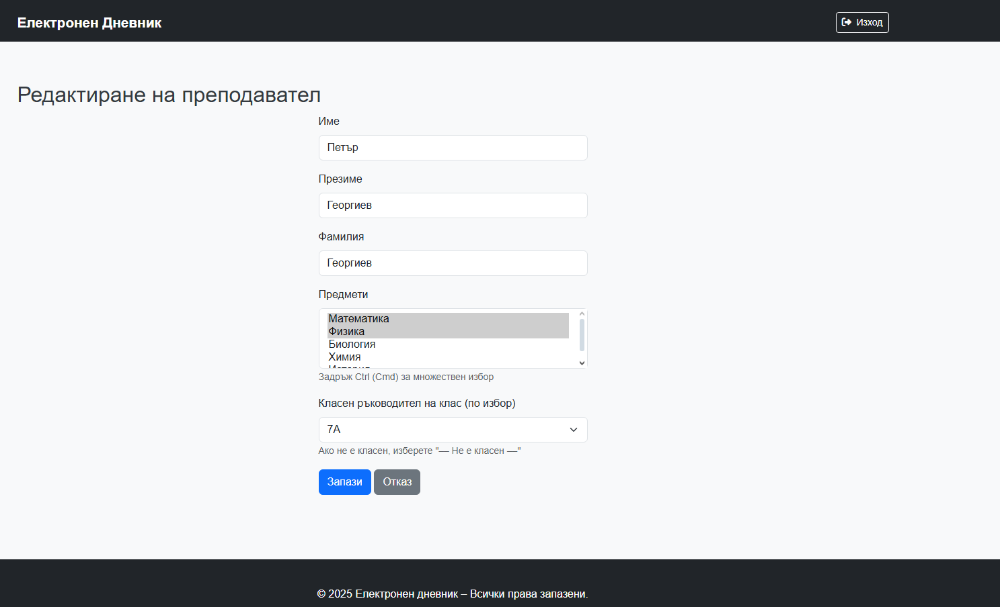 Електронен Дневник
Изход
Редактиране на преподавател
Име
Петър
Презиме
Георгиев
Фамилия
Георгиев
Предмети
Математика
Физика
Биология
Химия
История
Задръж Ctrl (Cmd) за множествен избор
Класен ръководител на клас (по избор)
7А
Ако не е класен, изберете "— Не е класен —"
Запази Отказ
© 2025 Електронен дневник – Всички права запазени.